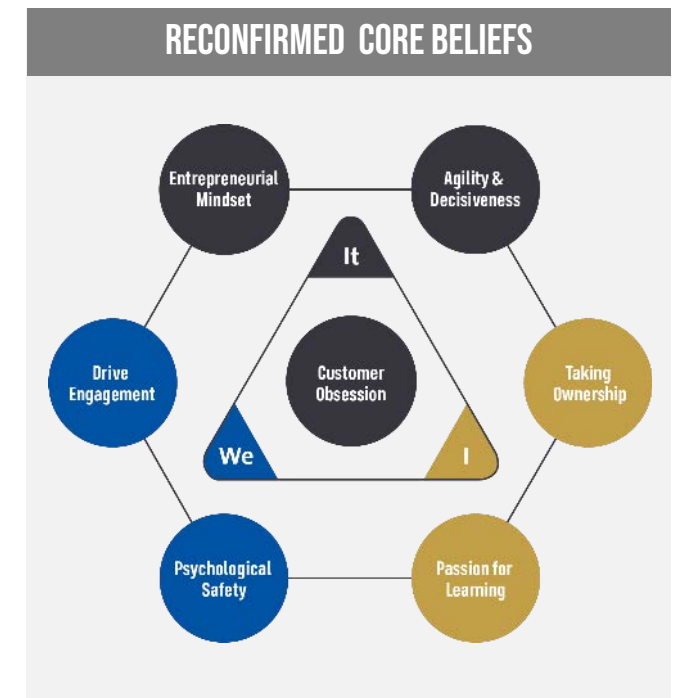 RECONFIRMED CORE BELIEFS
Entrepreneurial
Mindset
Agility &
Decisiveness
It
Drive
Engagement
Customer
Obsession
Taking
Ownership
We
I
Psychological
Safety
Passion for
Learning